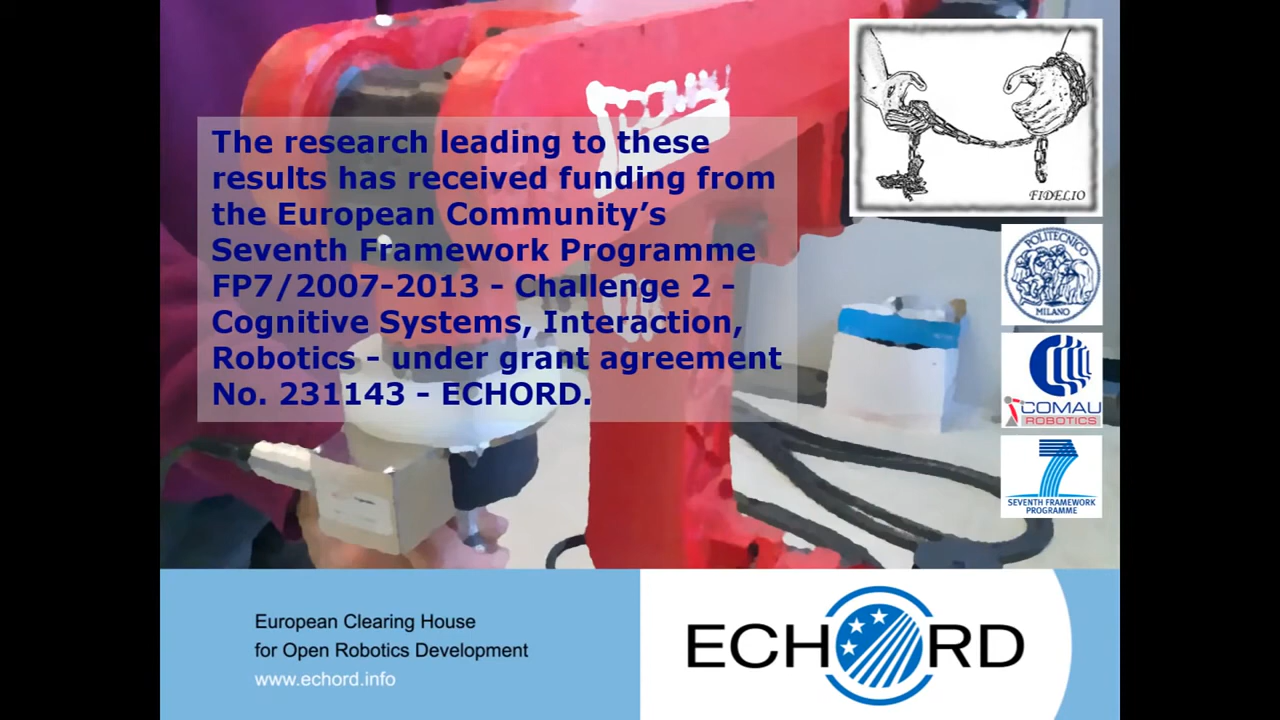 The research leading to these
results has received funding from
the European Community’s
Seventh Framework Programme
FP7/2007-2013 - Challenge 2 -
Cognitive Systems, Interaction,
Robotics - under grant agreement
No. 231143 - ECHORD.
FIDELIO
POLITECNICO
MILANO
COMAU
ROBOTICS
7
SEVENTH FRAMEWORK
PROGRAMME
European Clearing House
for Open Robotics Development
www.echord.info
ECHORD